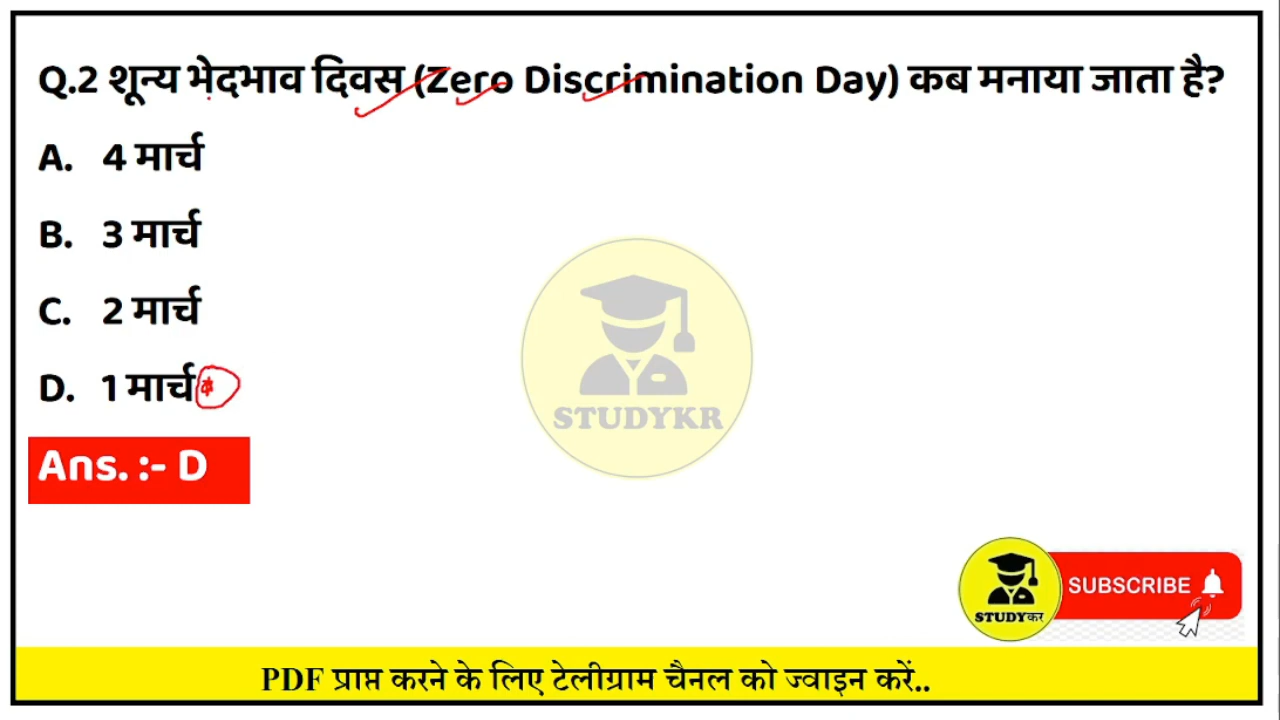 Q.2 शून्य भेदभाव दिवस (Zero Discrimination Day) कब मनाया जाता है?
A. 4 मार्च
B. 3 मार्च
C. 2 मार्च
D. 1 मार्च
Ans. :- D
STUDYKR
SUBSCRIBE
STUDYकर
PDF प्राप्त करने के लिए टेलीग्राम चैनल को ज्वाइन करें..